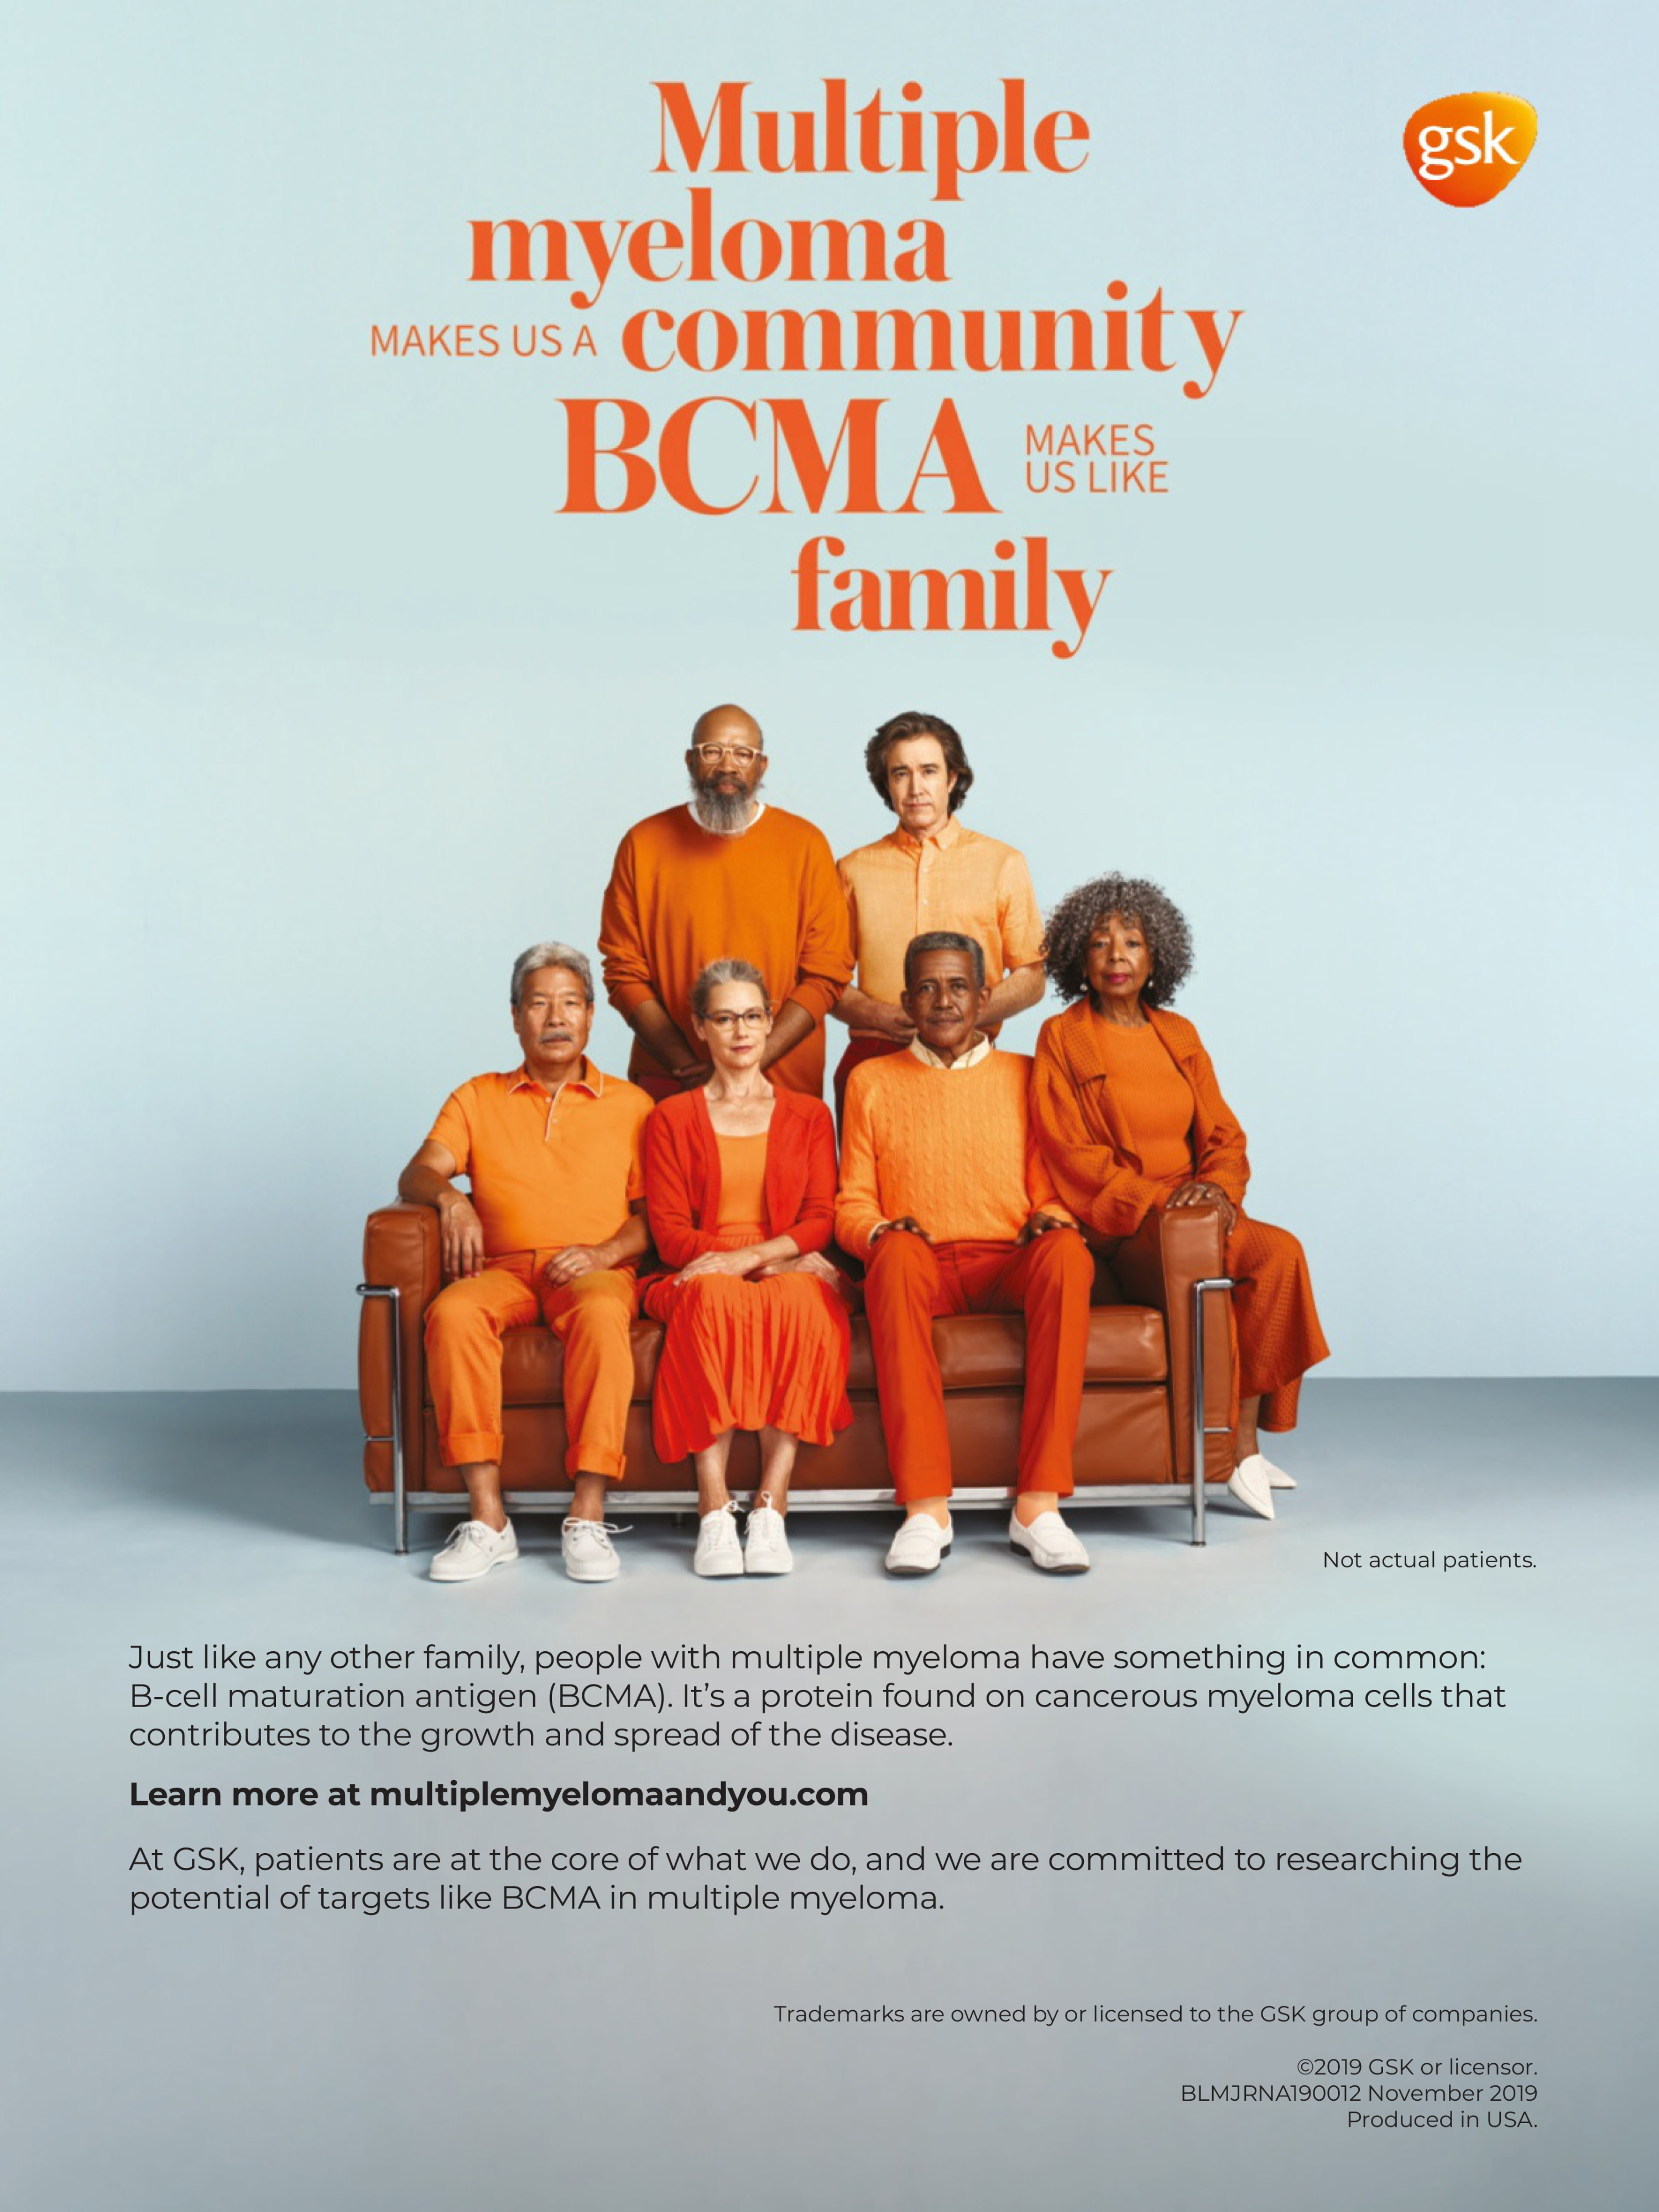 Multiple
gsk
myeloma
MAKES US A community
BCMA MAKES
US LIKE
family
Not actual patients.
Just like any other family, people with multiple myeloma have something in common:
B-cell maturation antigen (BCMA). It’s a protein found on cancerous myeloma cells that
contributes to the growth and spread of the disease.
Learn more at multiplemyelomaandyou.com
At GSK, patients are at the core of what we do, and we are committed to researching the
potential of targets like BCMA in multiple myeloma.
Trademarks are owned by or licensed to the GSK group of companies.
©2019 GSK or licensor.
BLMJRNA190012 November 2019
Produced in USA.